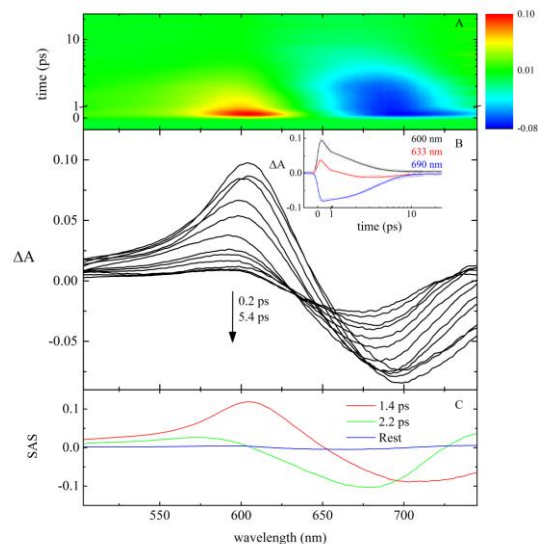 A
0.10
0.01
-0.08
time (ps)
10
1
0
B
600 nm
633 nm
690 nm
ΔA
0.1
0.0
-0.1
0 1 10
time (ps)
ΔA
0.10
0.05
0.00
-0.05
0.2 ps
5.4 ps
C
1.4 ps
2.2 ps
Rest
SAS
0.1
0.0
-0.1
550 600 650 700
wavelength (nm)